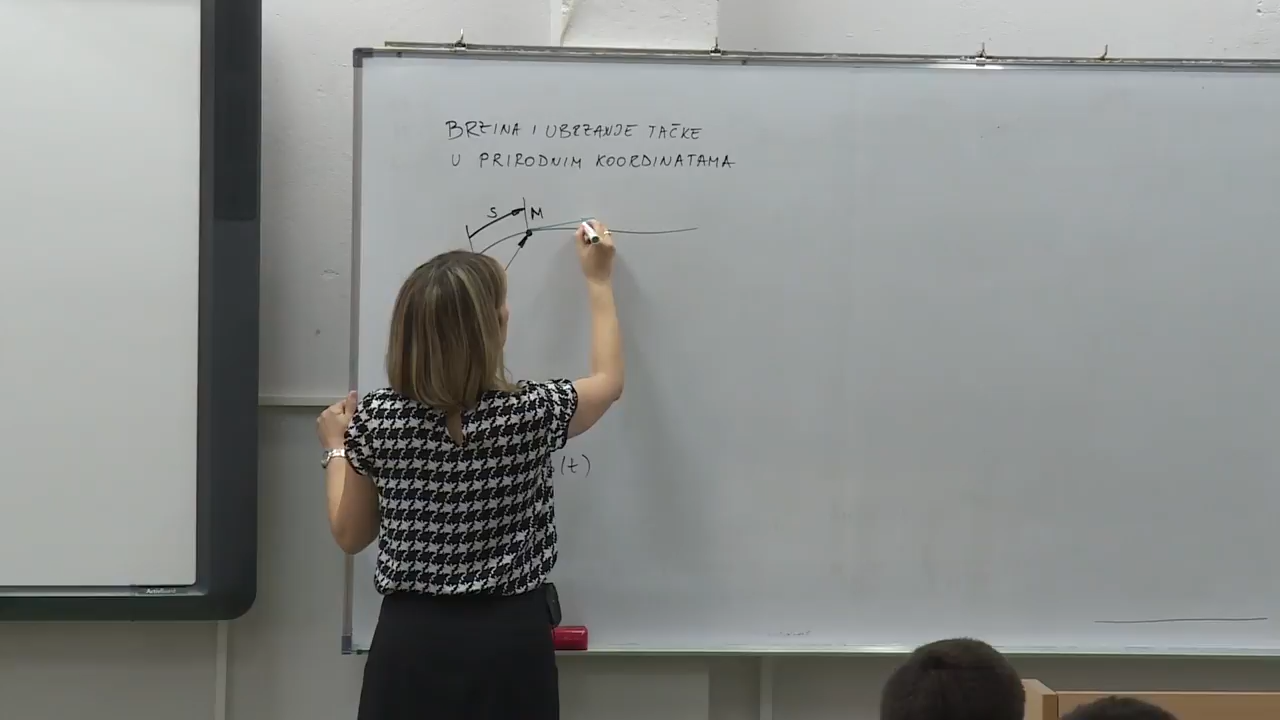 BRZINA I UBRZANJE TAČKE
U PRIRODNIM KOORDINATAMA
S
M
(t)